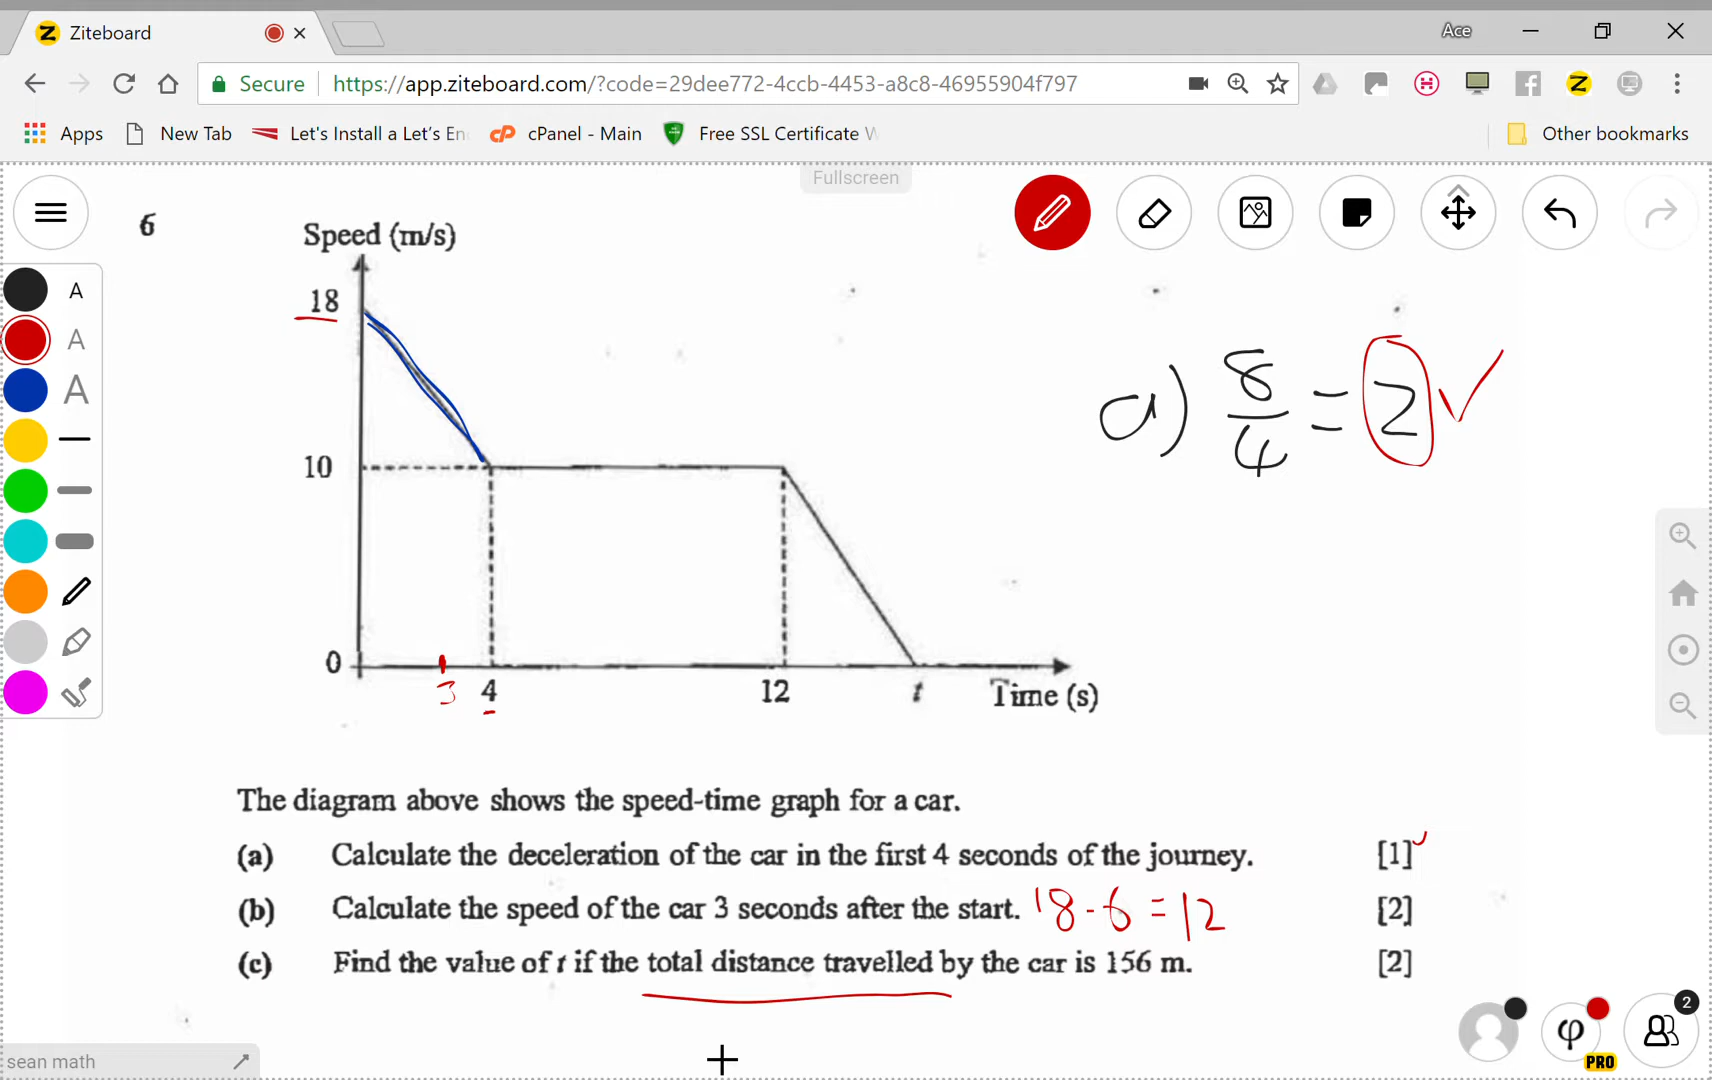 Ziteboard
Ace
Secure
https://app.ziteboard.com/?code=29dee772-4ccb-4453-a8c8-46955904f797
Apps
New Tab
Let's Install a Let's En
cPanel - Main
Free SSL Certificate W
Other bookmarks
Fullscreen
6
Speed (m/s)
18
10
0
3
4
12
t
Time (s)
a) 8/4 = 2 ✓
A
A
A
The diagram above shows the speed-time graph for a car.
(a) Calculate the deceleration of the car in the first 4 seconds of the journey. [1]
(b) Calculate the speed of the car 3 seconds after the start. 18-6=12 [2]
(c) Find the value of t if the total distance travelled by the car is 156 m. [2]
sean math
φ
PRO
2